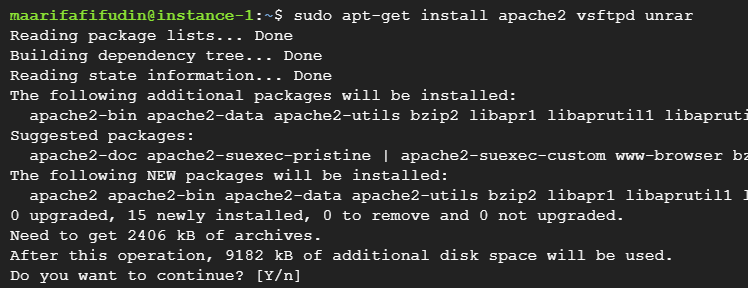 maarifafifudin@instance-1:~$ sudo apt-get install apache2 vsftpd unrar
Reading package lists... Done
Building dependency tree... Done
Reading state information... Done
The following additional packages will be installed:
apache2-bin apache2-data apache2-utils bzip2 libapr1 libaprutil1 libapruti
Suggested packages:
apache2-doc apache2-suexec-pristine | apache2-suexec-custom www-browser bz
The following NEW packages will be installed:
apache2 apache2-bin apache2-data apache2-utils bzip2 libapr1 libaprutil1 l
0 upgraded, 15 newly installed, 0 to remove and 0 not upgraded.
Need to get 2406 kB of archives.
After this operation, 9182 kB of additional disk space will be used.
Do you want to continue? [Y/n]